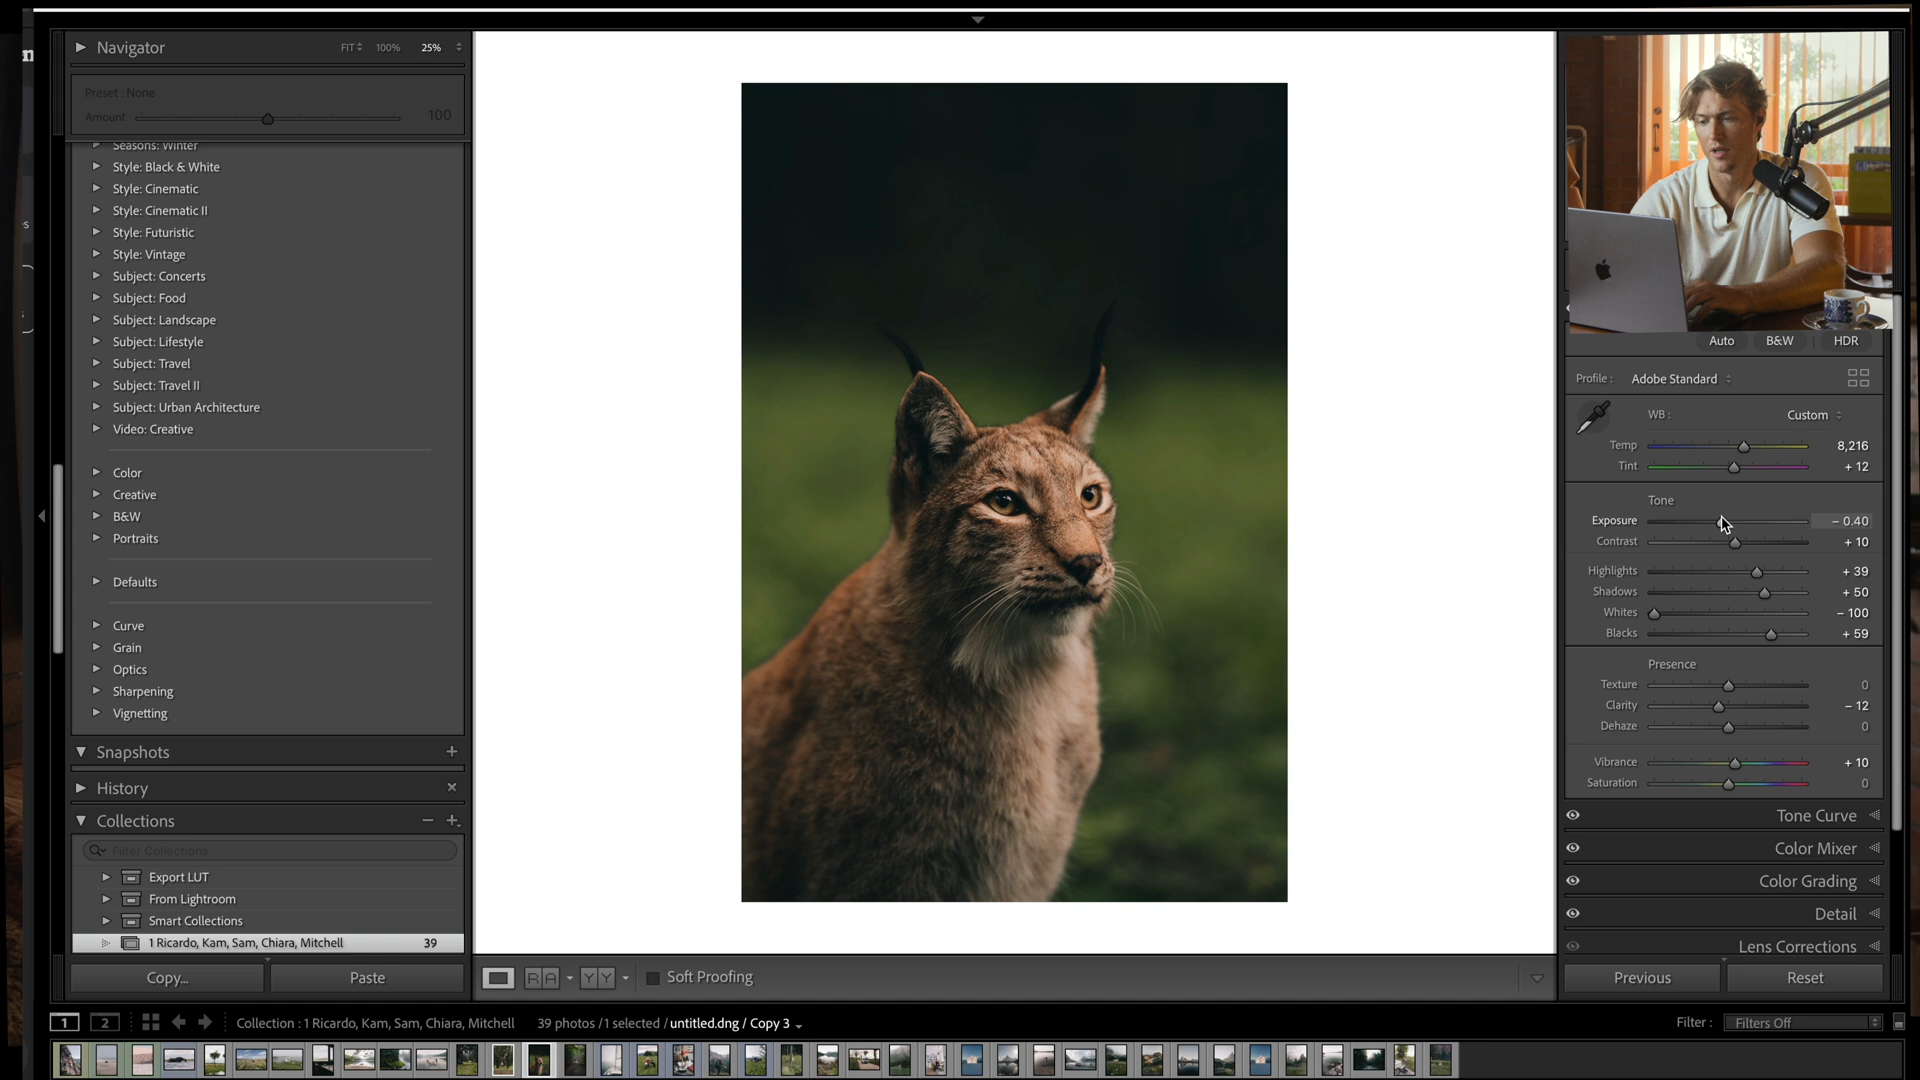 Navigator
FIT 100% 25%
Preset : None
Amount 100
Seasons: Winter
Style: Black & White
Style: Cinematic
Style: Cinematic II
Style: Futuristic
Style: Vintage
Subject: Concerts
Subject: Food
Subject: Landscape
Subject: Lifestyle
Subject: Travel
Subject: Travel II
Subject: Urban Architecture
Video: Creative
Color
Creative
B&W
Portraits
Defaults
Curve
Grain
Optics
Sharpening
Vignetting
Snapshots
History
Collections
Filter Collections
Export LUT
From Lightroom
Smart Collections
1 Ricardo, Kam, Sam, Chiara, Mitchell 39
Copy... Paste
R A Y Y Soft Proofing
Auto B&W HDR
Profile : Adobe Standard
WB : Custom
Temp 8,216
Tint + 12
Tone
Exposure - 0.40
Contrast + 10
Highlights + 39
Shadows + 50
Whites - 100
Blacks + 59
Presence
Texture 0
Clarity - 12
Dehaze 0
Vibrance + 10
Saturation 0
Tone Curve
Color Mixer
Color Grading
Detail
Lens Corrections
Previous Reset
1 2 Collection : 1 Ricardo, Kam, Sam, Chiara, Mitchell 39 photos / 1 selected / untitled.dng / Copy 3 Filter : Filters Off